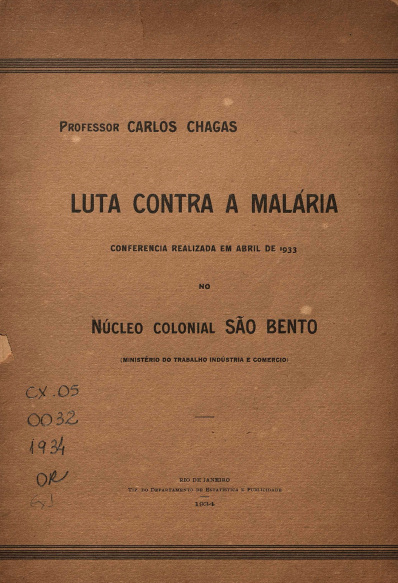 PROFESSOR CARLOS CHAGAS
LUTA CONTRA A MALÁRIA
CONFERENCIA REALIZADA EM ABRIL DE 1933
NO
NÚCLEO COLONIAL SÃO BENTO
(MINISTÉRIO DO TRABALHO INDÚSTRIA E COMERCIO)
CX.05
0032
1934
OR
RIO DE JANEIRO
TIP. DO DEPARTAMENTO DE ESTATISTICA E PUBLICIDADE
1934